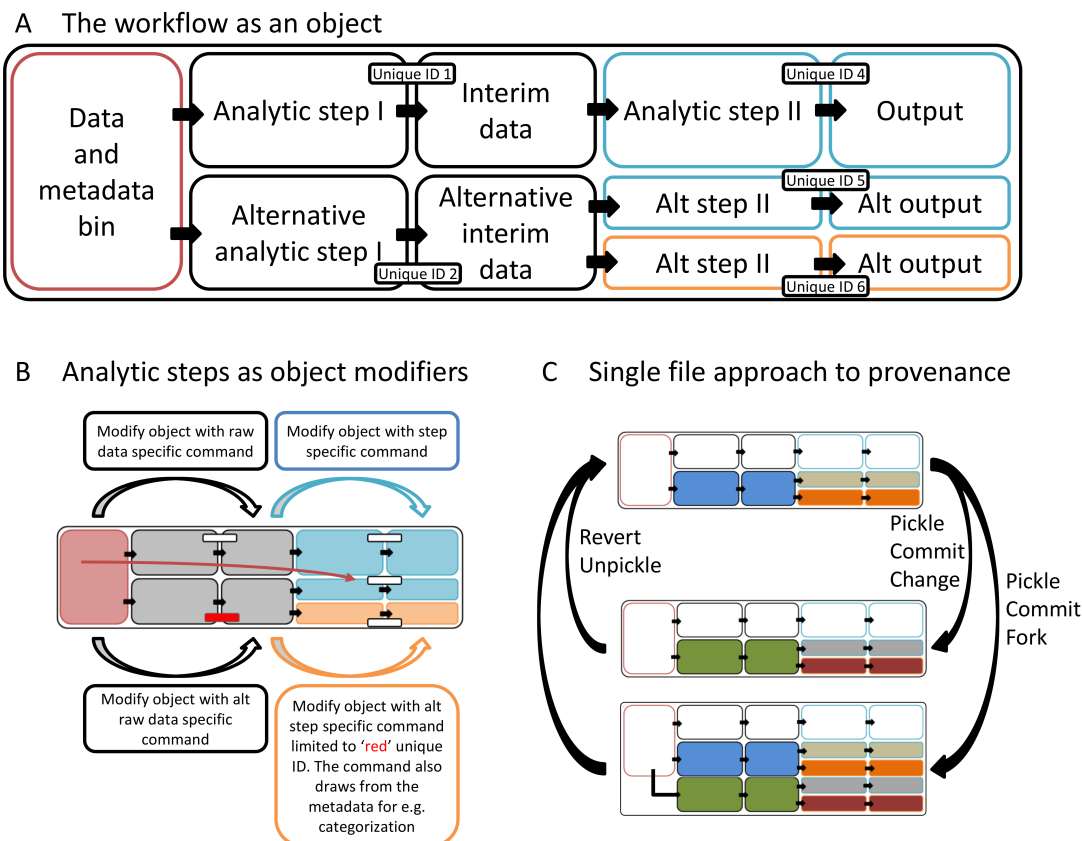 A The workflow as an object
Data
and
metadata
bin
Analytic step I
Unique ID 1
Interim
data
Analytic step II
Unique ID 4
Output
Alternative
analytic step I
Unique ID 2
Alternative
interim
data
Alt step II
Unique ID 5
Alt output
Alt step II
Unique ID 6
Alt output
B Analytic steps as object modifiers
Modify object with raw
data specific command
Modify object with step
specific command
Modify object with alt
raw data specific
command
Modify object with alt
step specific command
limited to ‘red’ unique
ID. The command also
draws from the
metadata for e.g.
categorization
C Single file approach to provenance
Revert
Unpickle
Pickle
Commit
Change
Pickle
Commit
Fork